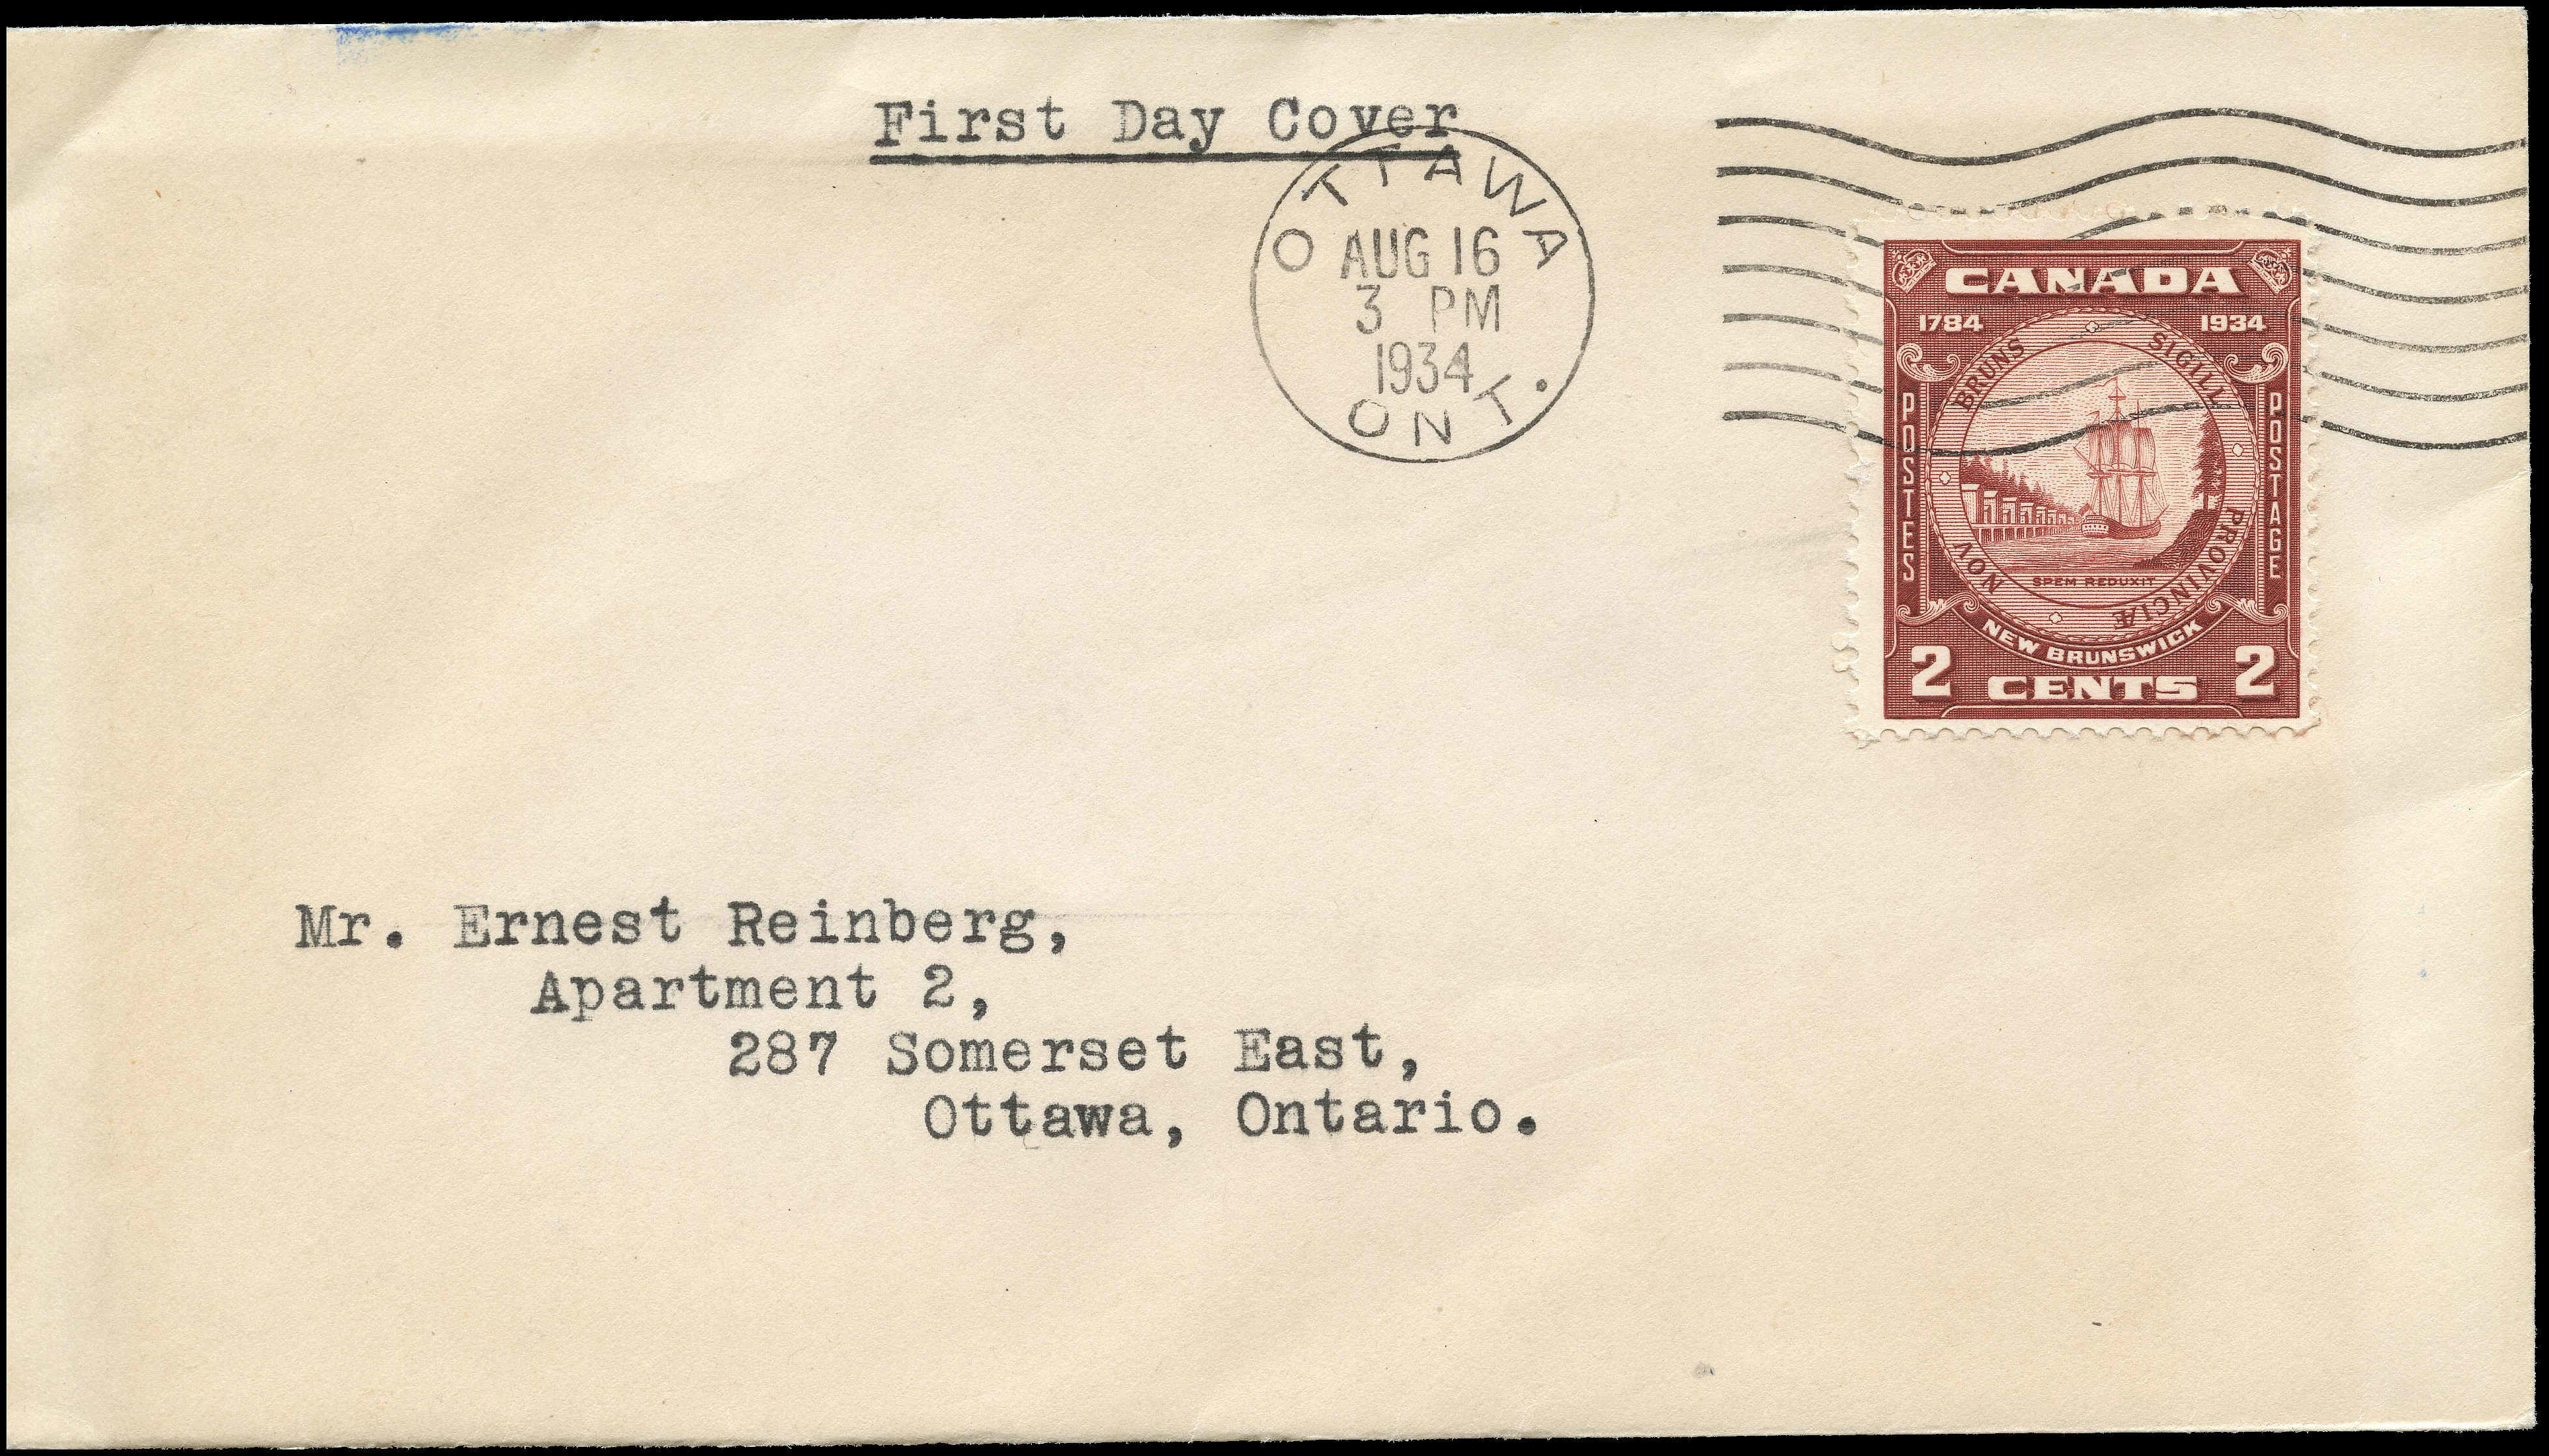 First Day Cover
OTTAWA
AUG 16
3 PM
1934
ONT.
CANADA
1784 1934
SIGILL PROVINCIÆ NOV BRUNS
POSTES
POSTAGE
SPEM REDUXIT
NEW BRUNSWICK
2 CENTS 2
Mr. Ernest Reinberg,
Apartment 2,
287 Somerset East,
Ottawa, Ontario.